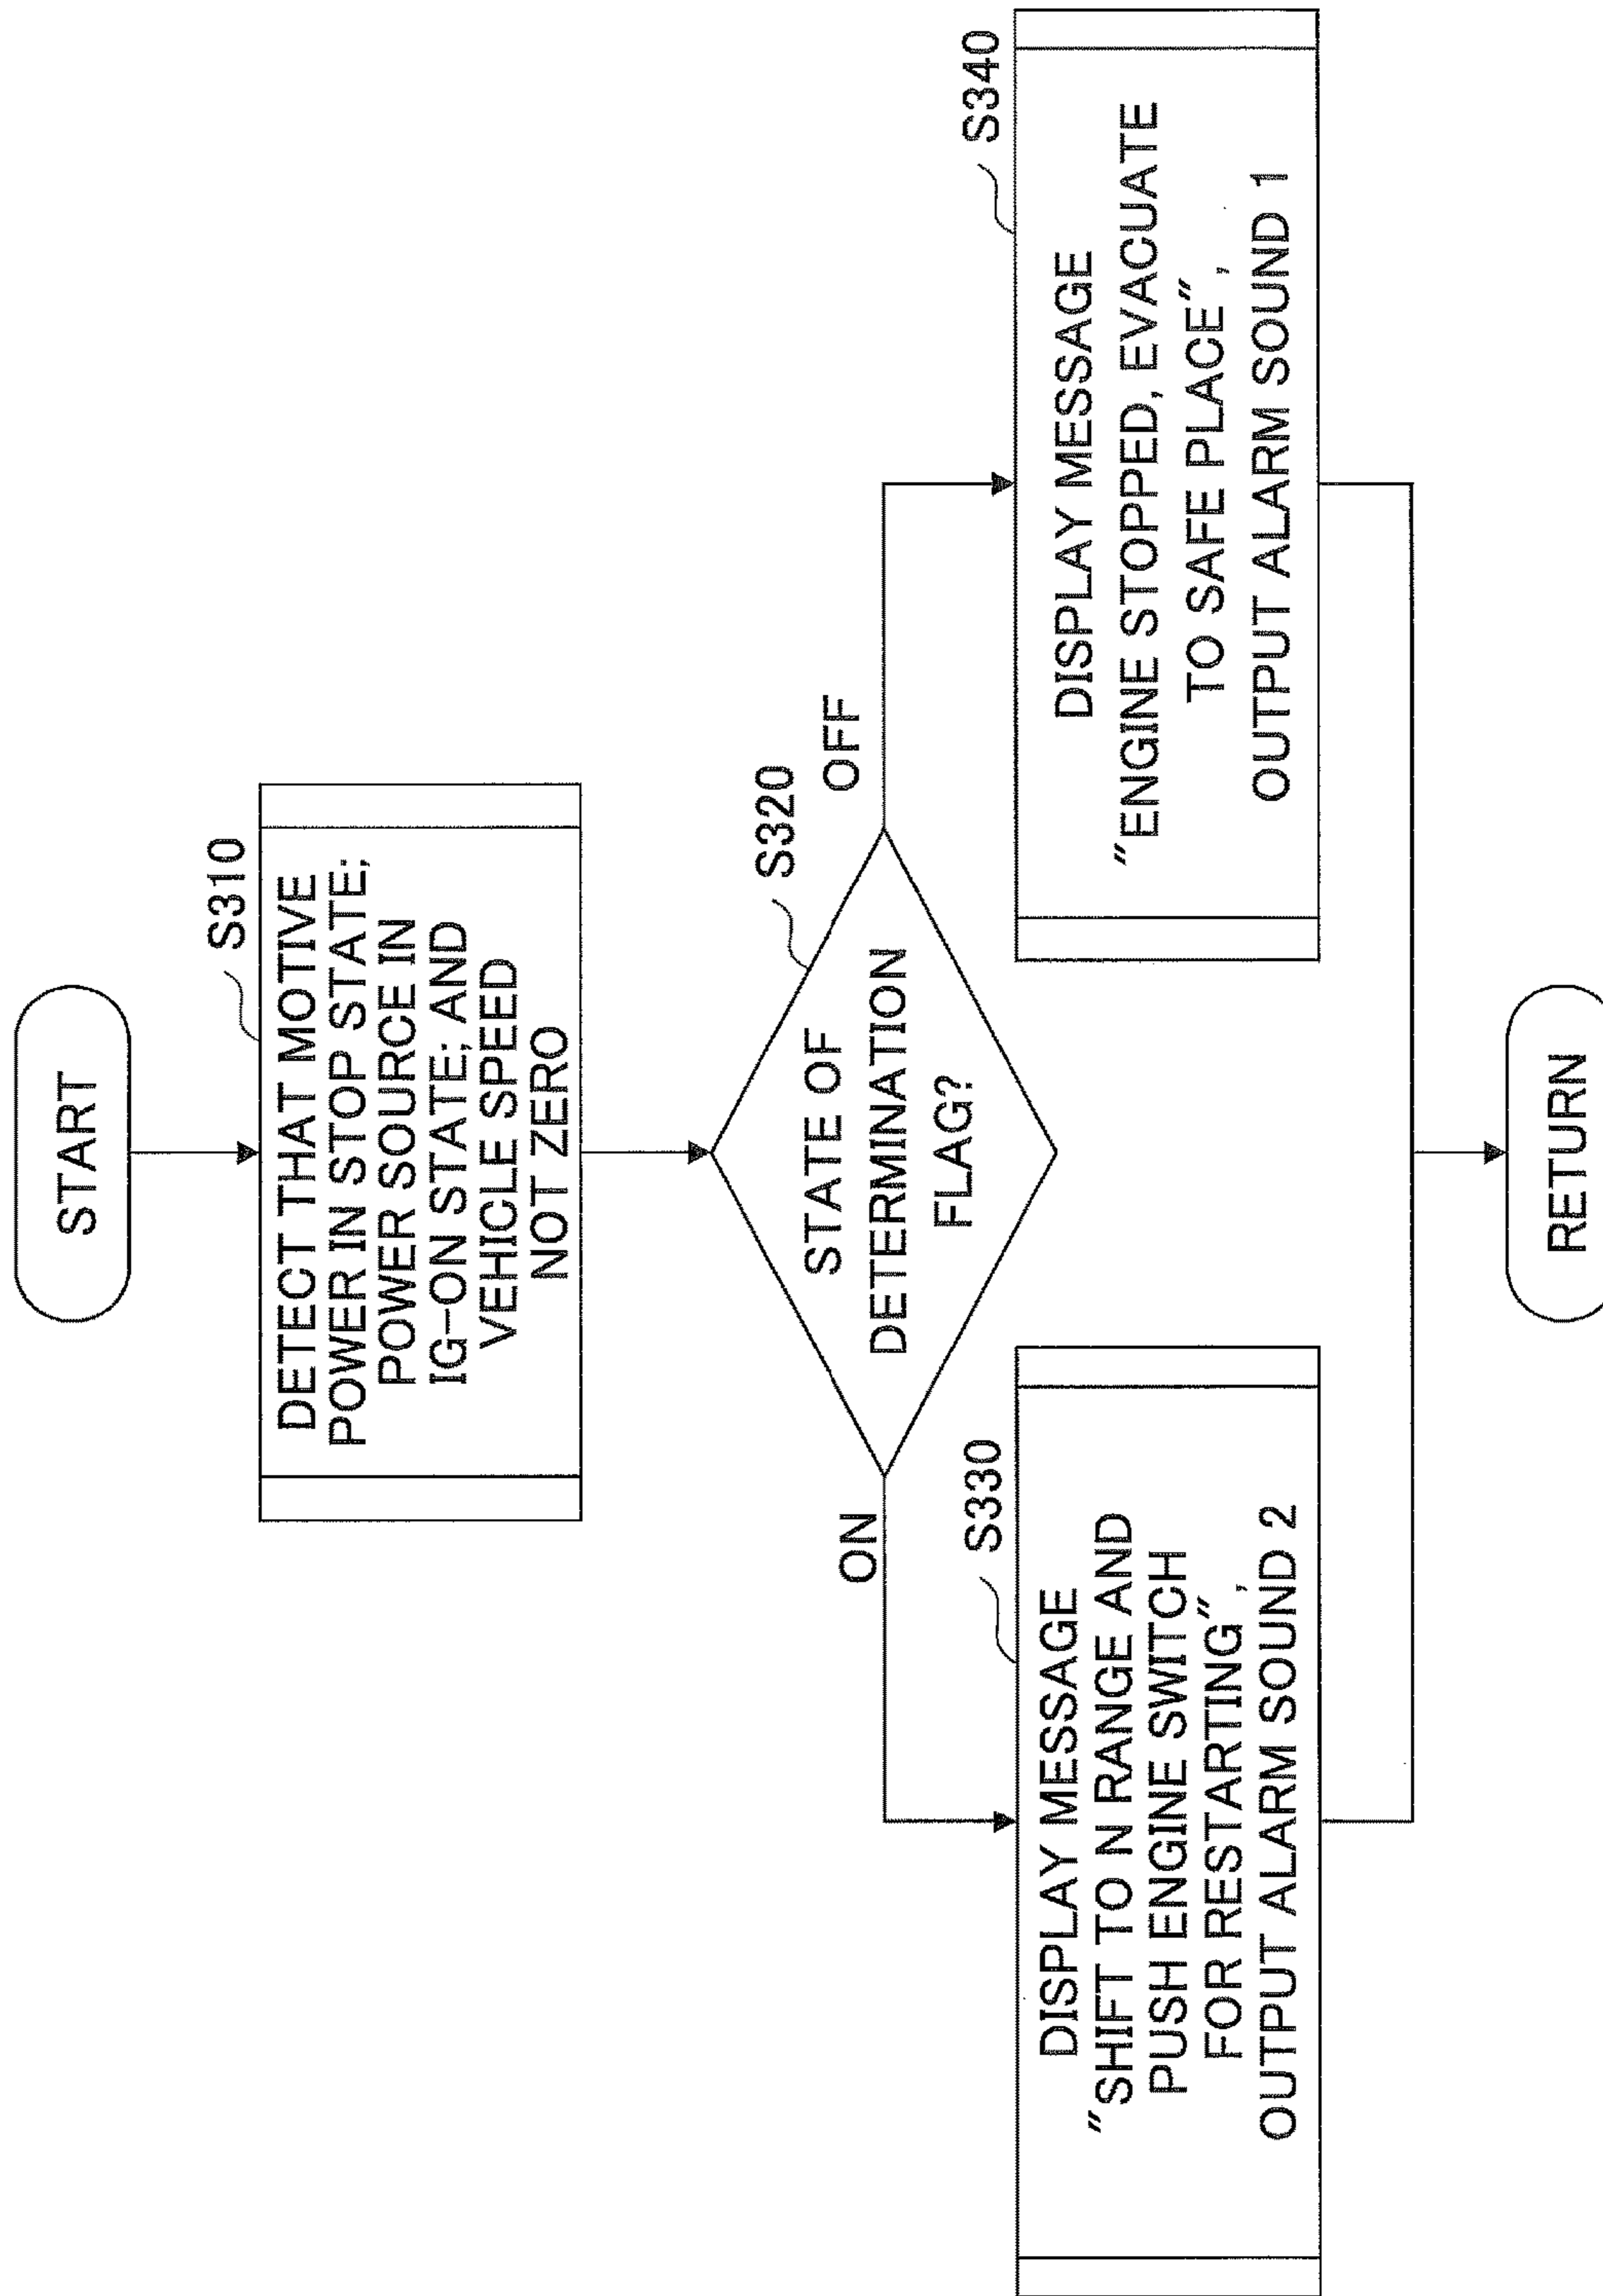 START
S310
DETECT THAT MOTIVE
POWER IN STOP STATE;
POWER SOURCE IN
IG-ON STATE; AND
VEHICLE SPEED
NOT ZERO
S320
STATE OF
DETERMINATION
FLAG?
ON
OFF
S330
DISPLAY MESSAGE
"SHIFT TO N RANGE AND
PUSH ENGINE SWITCH
FOR RESTARTING",
OUTPUT ALARM SOUND 2
S340
DISPLAY MESSAGE
"ENGINE STOPPED, EVACUATE
TO SAFE PLACE",
OUTPUT ALARM SOUND 1
RETURN